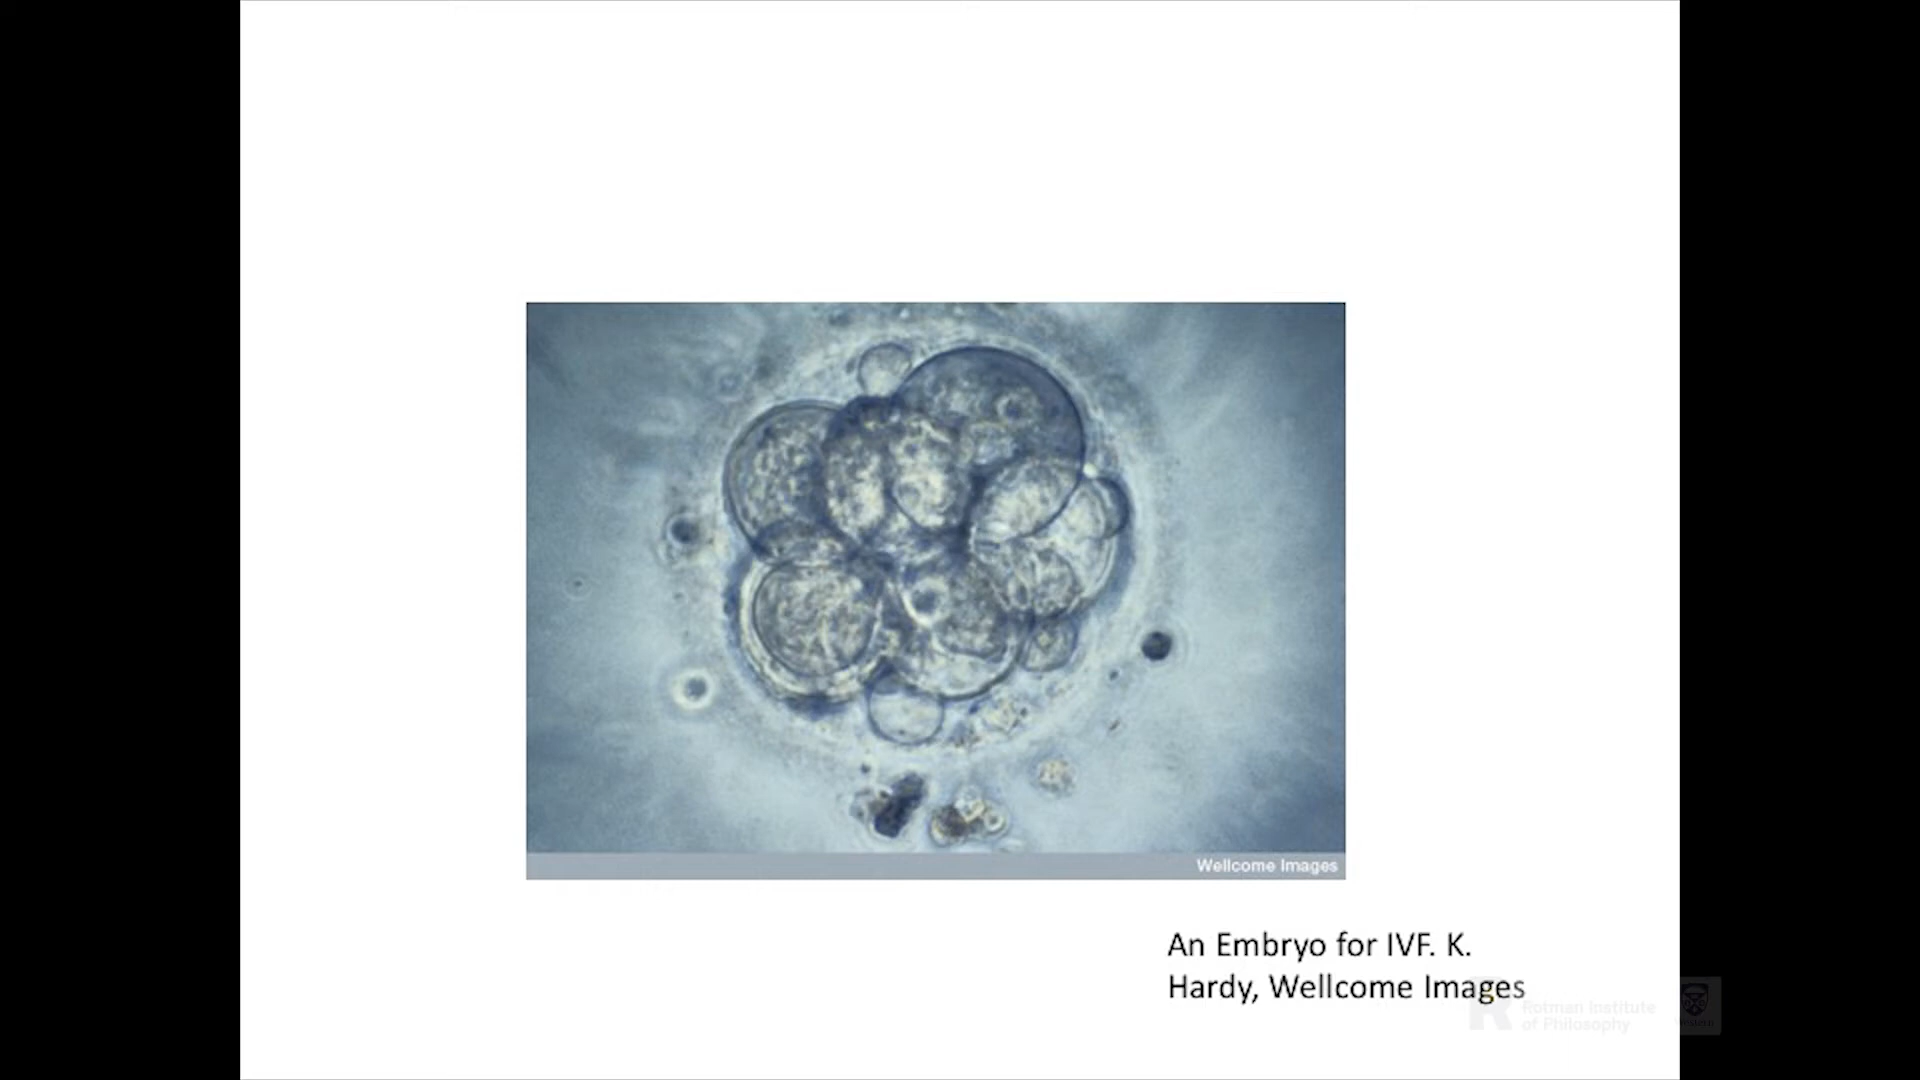 Wellcome Images
An Embryo for IVF. K.
Hardy, Wellcome Images
Rotman Institute
of Philosophy